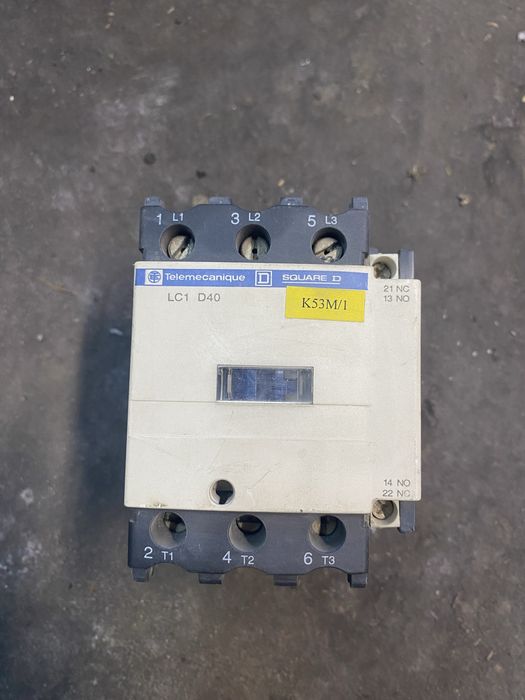 1 L1 3 L2 5 L3
Telemecanique SQUARE D
LC1 D40
K53M/1
21 NC
13 NO
14 NO
22 NC
2 T1 4 T2 6 T3